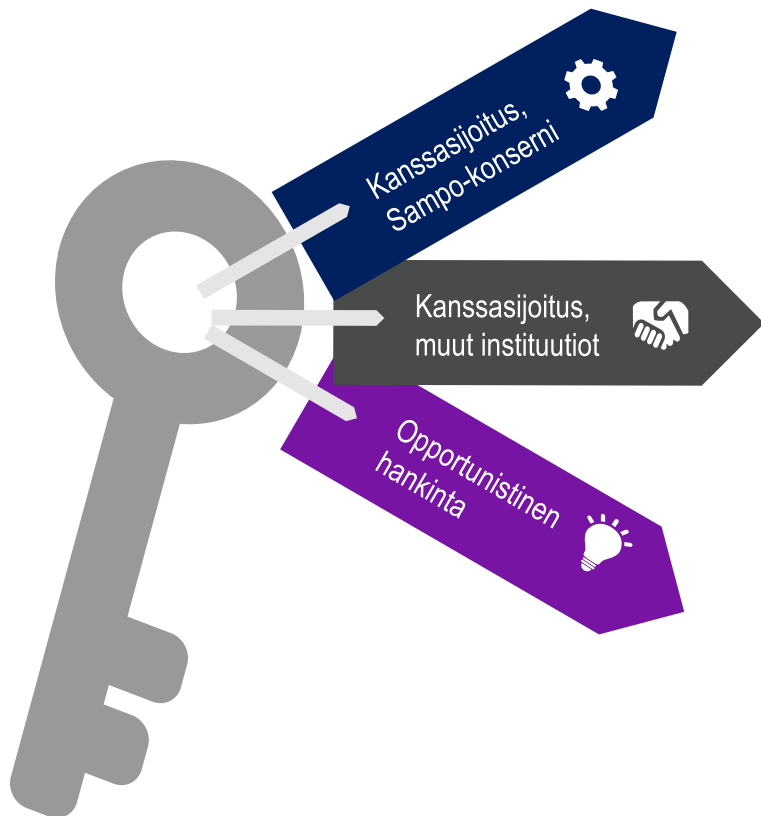 Kanssasijoitus,
Sampo-konserni
Kanssasijoitus,
muut instituutiot
Opportunistinen
hankinta